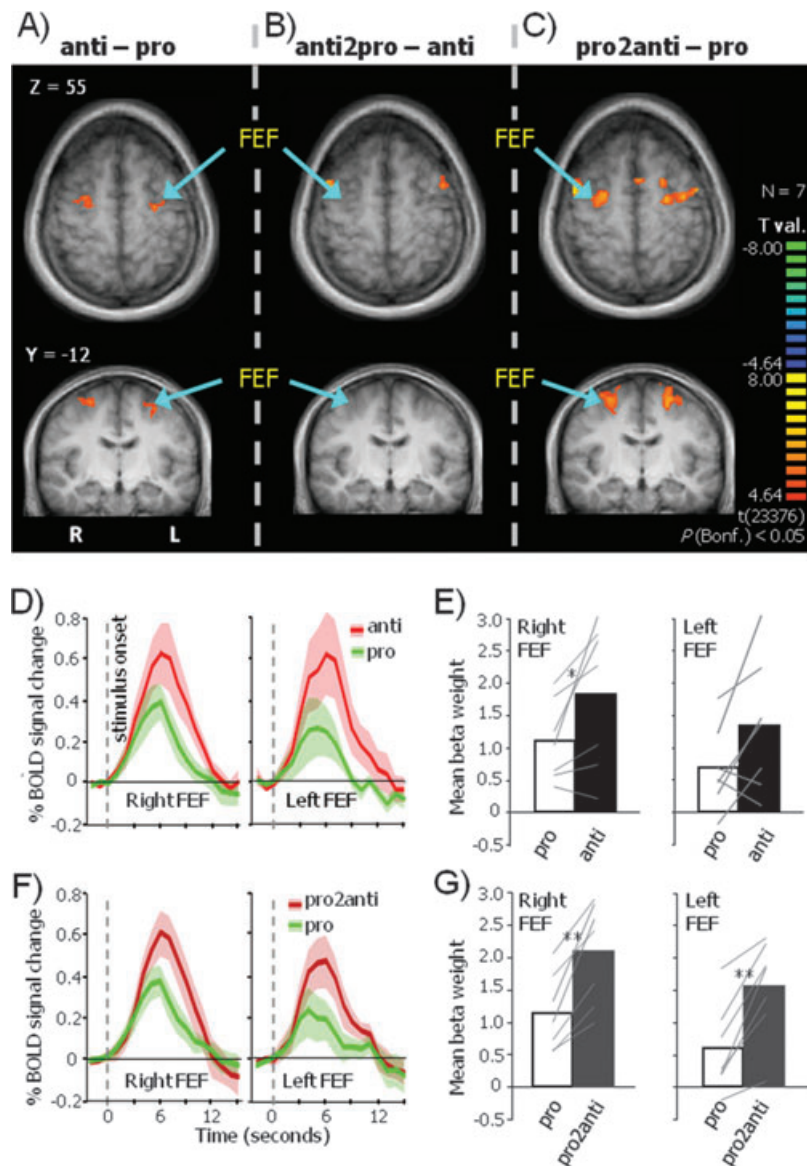 A) B) C)
anti – pro anti2pro – anti pro2anti – pro
Z = 55
FEF FEF
N = 7
T val.
-8.00
-4.64
8.00
Y = -12
FEF FEF
4.64
t(23376)
P(Bonf.) < 0.05
R L
D) E)
% BOLD signal change
0.8
0.6
0.4
0.2
0
-0.2
stimulus onset
anti
pro
Right FEF Left FEF
Mean beta weight
3.0
2.5
2.0
1.5
1.0
0.5
0
-0.5
Right
FEF
*
pro anti
Left
FEF
pro anti
F) G)
% BOLD signal change
0.8
0.6
0.4
0.2
0
-0.2
pro2anti
pro
Right FEF Left FEF
0 6 12 0 6 12
Time (seconds)
Mean beta weight
3.0
2.5
2.0
1.5
1.0
0.5
0
-0.5
Right
FEF
**
pro pro2anti
Left
FEF
**
pro pro2anti